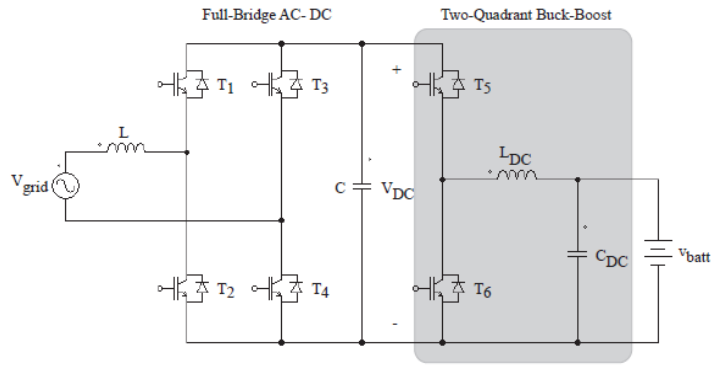 Full-Bridge AC- DC
Two-Quadrant Buck-Boost
+
T1
T3
T5
L
LDC
Vgrid
C
VDC
CDC
vbatt
T2
T4
T6
-